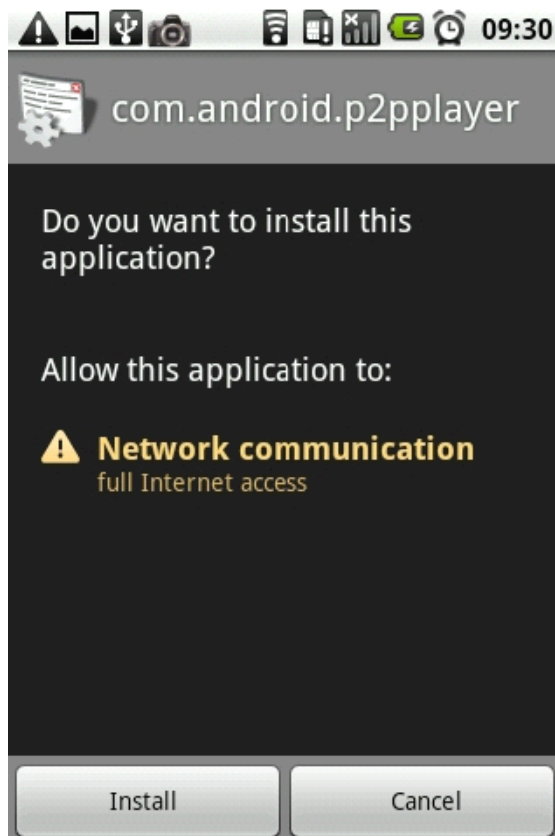 09:30
com.android.p2pplayer
Do you want to install this
application?
Allow this application to:
Network communication
full Internet access
Install
Cancel